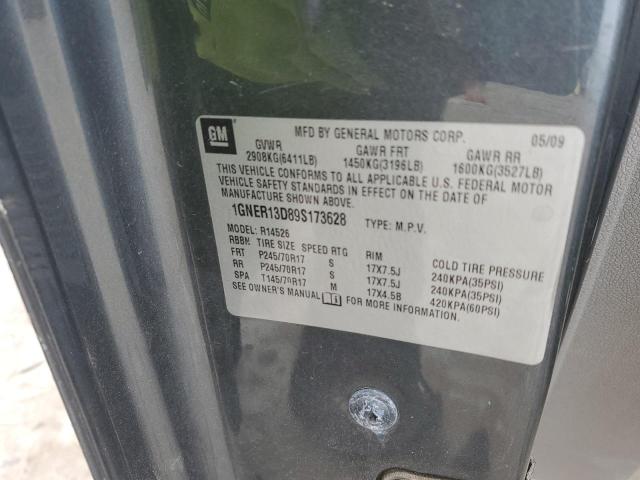 GM
MFD BY GENERAL MOTORS CORP. 05/09
GVWR GAWR FRT GAWR RR
2908KG(6411LB) 1450KG(3196LB) 1600KG(3527LB)
THIS VEHICLE CONFORMS TO ALL APPLICABLE U.S. FEDERAL MOTOR
VEHICLE SAFETY STANDARDS IN EFFECT ON THE DATE OF
MANUFACTURE SHOWN ABOVE.
1GNER13D89S173628 TYPE: M.P.V.
MODEL: R14526
RBBN: TIRE SIZE SPEED RTG RIM COLD TIRE PRESSURE
FRT P245/70R17 S 17X7.5J 240KPA(35PSI)
RR P245/70R17 S 17X7.5J 240KPA(35PSI)
SPA T145/70R17 M 17X4.5B 420KPA(60PSI)
SEE OWNER'S MANUAL FOR MORE INFORMATION.